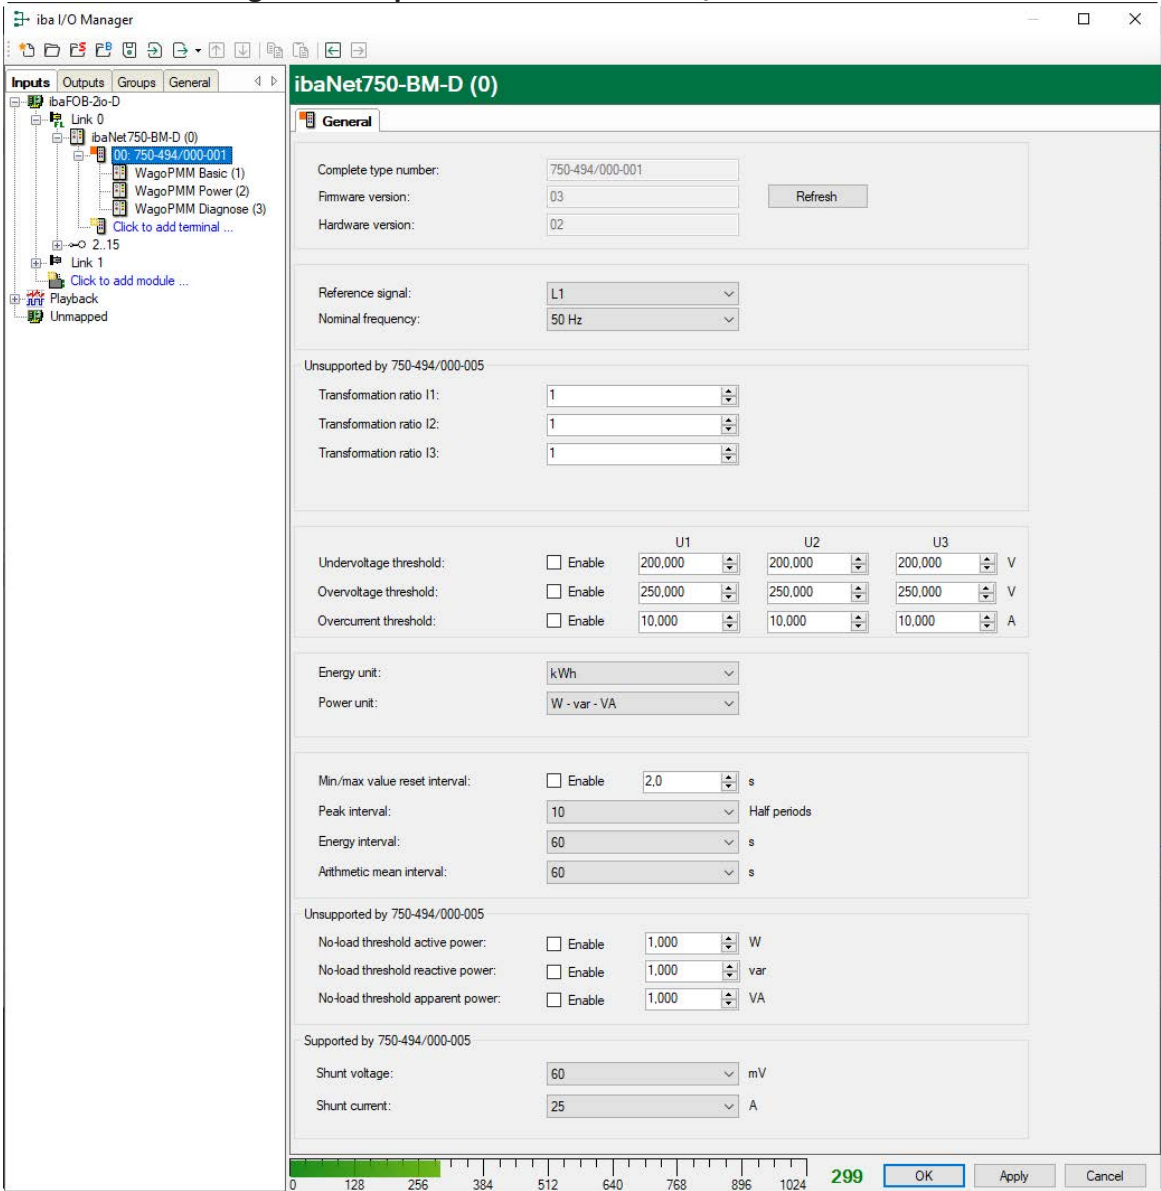 iba I/O Manager
Inputs Outputs Groups General
ibaFOB-2io-D
Link 0
ibaNet750-BM-D (0)
00: 750-494/000-001
WagoPMM Basic (1)
WagoPMM Power (2)
WagoPMM Diagnose (3)
Click to add terminal ...
2..15
Link 1
Click to add module ...
Playback
Unmapped
ibaNet750-BM-D (0)
General
Complete type number: 750-494/000-001
Firmware version: 03 Refresh
Hardware version: 02
Reference signal: L1
Nominal frequency: 50 Hz
Unsupported by 750-494/000-005
Transformation ratio I1: 1
Transformation ratio I2: 1
Transformation ratio I3: 1
U1 U2 U3
Undervoltage threshold: Enable 200,000 200,000 200,000 V
Overvoltage threshold: Enable 250,000 250,000 250,000 V
Overcurrent threshold: Enable 10,000 10,000 10,000 A
Energy unit: kWh
Power unit: W - var - VA
Min/max value reset interval: Enable 2,0 s
Peak interval: 10 Half periods
Energy interval: 60 s
Arithmetic mean interval: 60 s
Unsupported by 750-494/000-005
No-load threshold active power: Enable 1,000 W
No-load threshold reactive power: Enable 1,000 var
No-load threshold apparent power: Enable 1,000 VA
Supported by 750-494/000-005
Shunt voltage: 60 mV
Shunt current: 25 A
0 128 256 384 512 640 768 896 1024 299 OK Apply Cancel